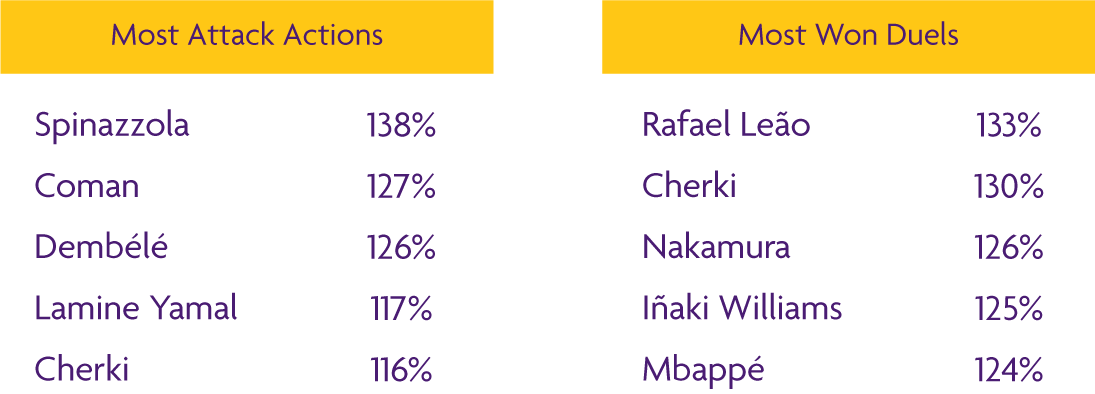 Most Attack Actions
Spinazzola 138%
Coman 127%
Dembélé 126%
Lamine Yamal 117%
Cherki 116%
Most Won Duels
Rafael Leão 133%
Cherki 130%
Nakamura 126%
Iñaki Williams 125%
Mbappé 124%